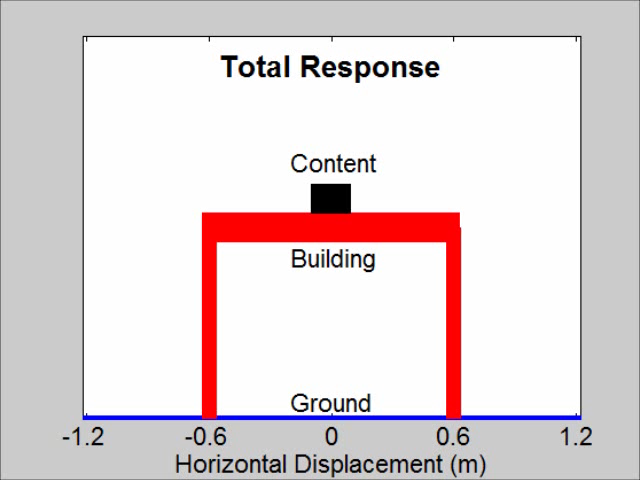 Total Response
Content
Building
Ground
-1.2 -0.6 0 0.6 1.2
Horizontal Displacement (m)